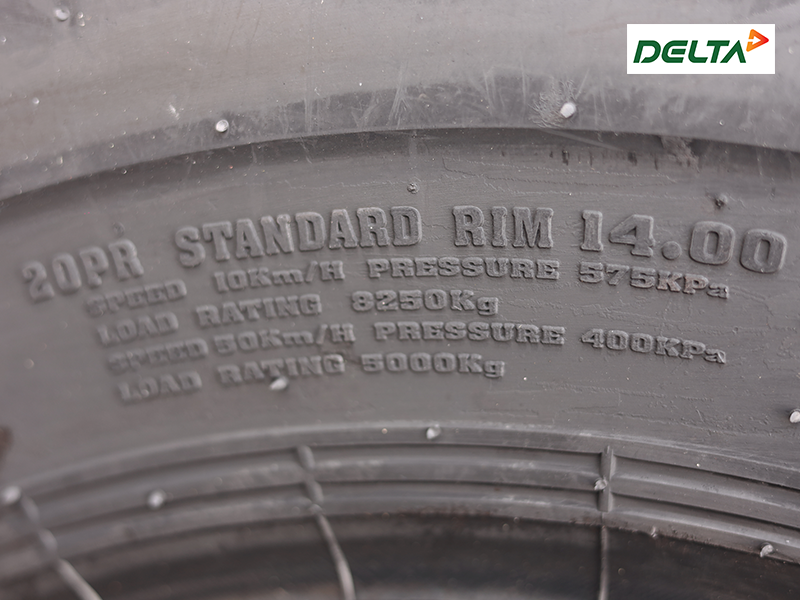 DELTA
20PR STANDARD RIM 14.00
SPEED 10Km/H PRESSURE 575KPa
LOAD RATING 8250Kg
SPEED 50Km/H PRESSURE 400KPa
LOAD RATING 5000Kg